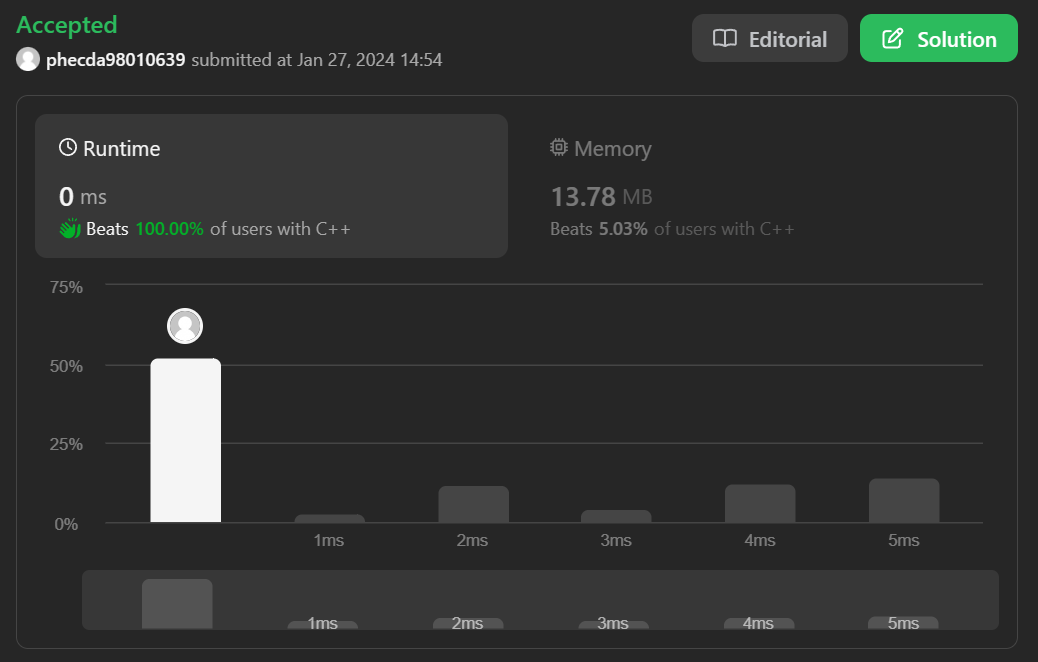 Accepted
phecda98010639 submitted at Jan 27, 2024 14:54
Editorial
Solution
Runtime
0 ms
Beats 100.00% of users with C++
Memory
13.78 MB
Beats 5.03% of users with C++
75%
50%
25%
0%
1ms 2ms 3ms 4ms 5ms
1ms 2ms 3ms 4ms 5ms